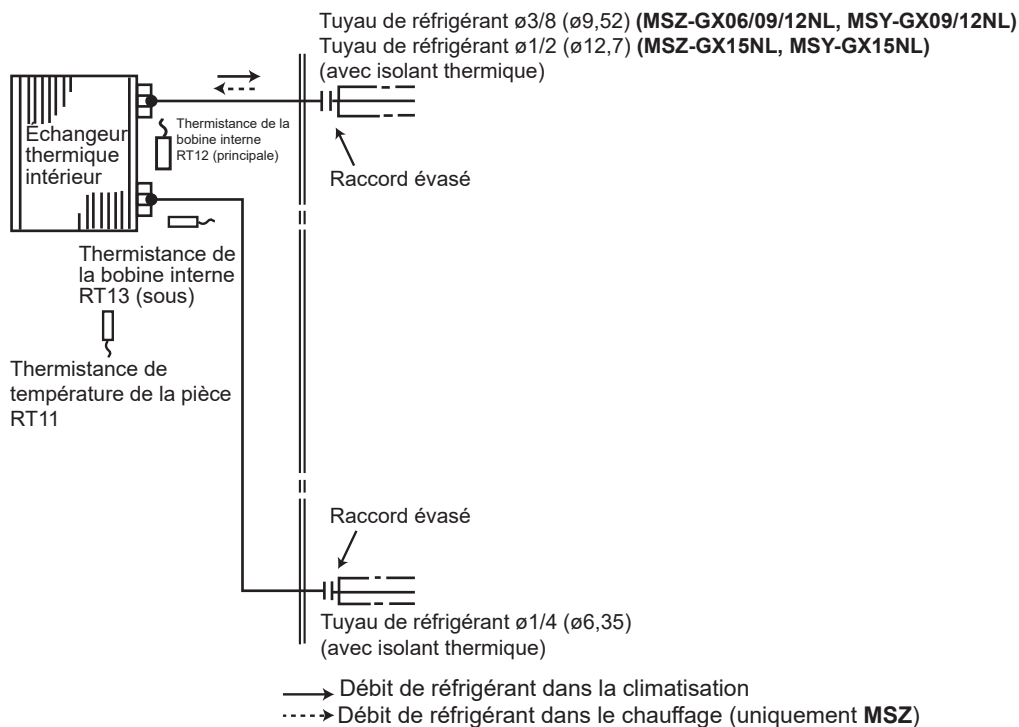 Tuyau de réfrigérant ø3/8 (ø9,52) (MSZ-GX06/09/12NL, MSY-GX09/12NL)
Tuyau de réfrigérant ø1/2 (ø12,7) (MSZ-GX15NL, MSY-GX15NL)
(avec isolant thermique)
Échangeur
thermique
intérieur
Thermistance de la
bobine interne
RT12 (principale)
Raccord évasé
Thermistance de
la bobine interne
RT13 (sous)
Thermistance de
température de la pièce
RT11
Raccord évasé
Tuyau de réfrigérant ø1/4 (ø6,35)
(avec isolant thermique)
Débit de réfrigérant dans la climatisation
Débit de réfrigérant dans le chauffage (uniquement MSZ)